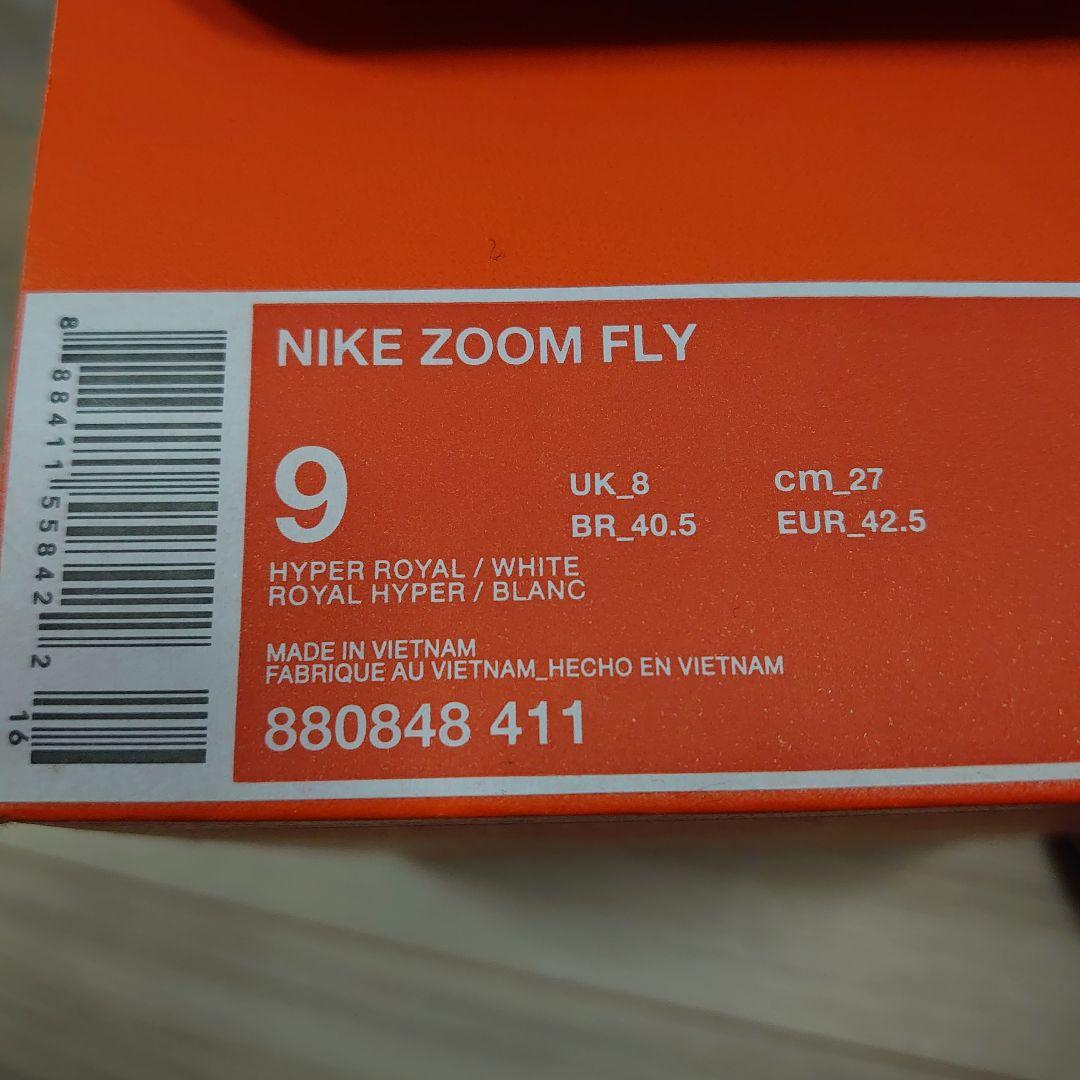 NIKE ZOOM FLY
9
UK_8 cm_27
BR_40.5 EUR_42.5
HYPER ROYAL / WHITE
ROYAL HYPER / BLANC
MADE IN VIETNAM
FABRIQUE AU VIETNAM_HECHO EN VIETNAM
880848 411
8 88411 55842 2
16